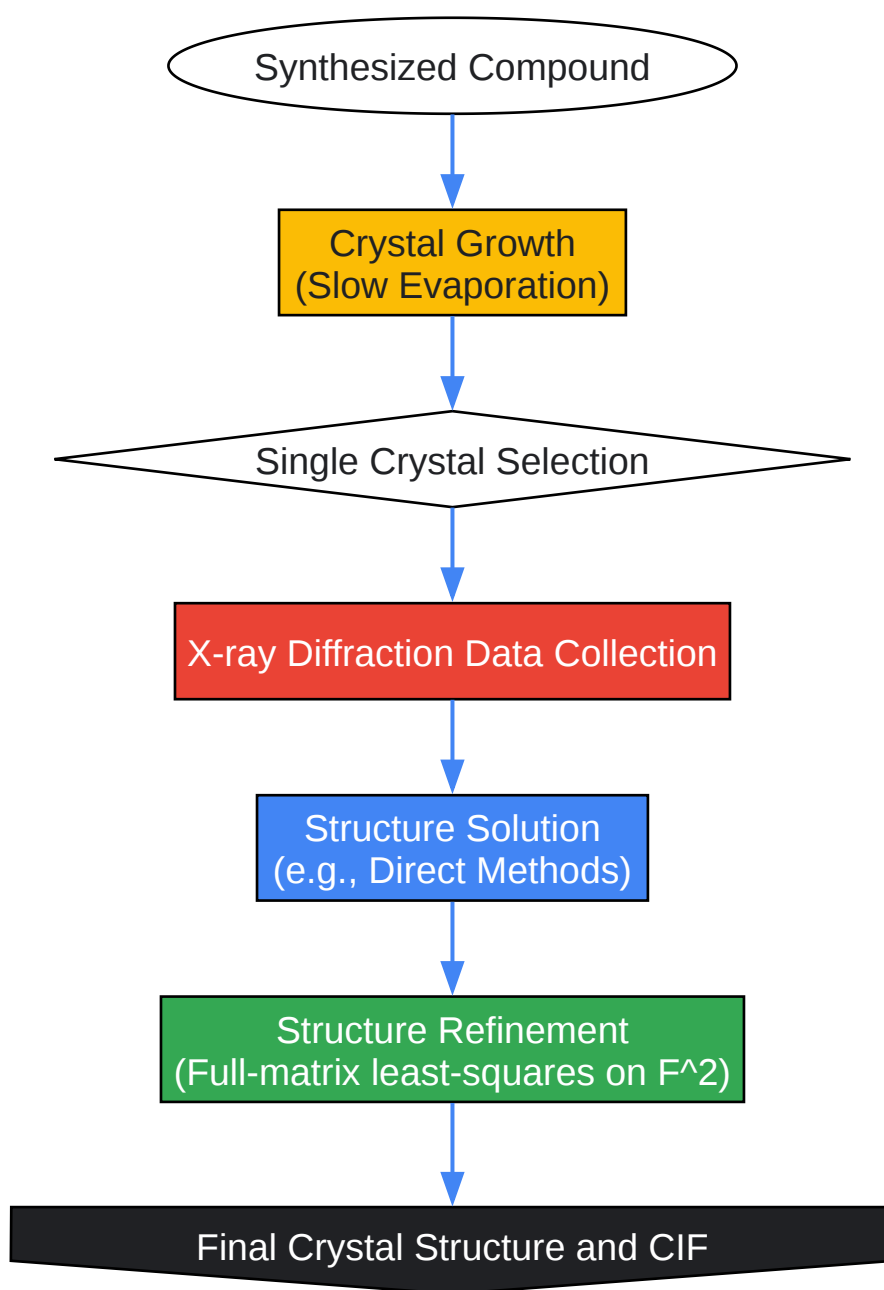 Synthesized Compound
Crystal Growth
(Slow Evaporation)
Single Crystal Selection
X-ray Diffraction Data Collection
Structure Solution
(e.g., Direct Methods)
Structure Refinement
(Full-matrix least-squares on F^2)
Final Crystal Structure and CIF